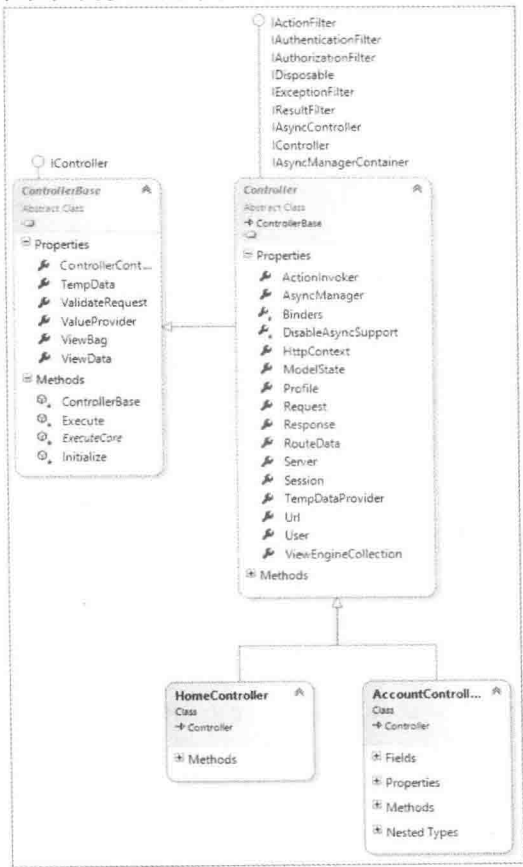 IActionFilter
IAuthenticationFilter
IAuthorizationFilter
IDisposable
IExceptionFilter
IResultFilter
IAsyncController
IController
IAsyncManagerContainer
IController
ControllerBase
Abstract Class
Properties
ControllerCont...
TempData
ValidateRequest
ValueProvider
ViewBag
ViewData
Methods
ControllerBase
Execute
ExecuteCore
Initialize
Controller
Abstract Class
ControllerBase
Properties
ActionInvoker
AsyncManager
Binders
DisableAsyncSupport
HttpContext
ModelState
Profile
Request
Response
RouteData
Server
Session
TempDataProvider
Url
User
ViewEngineCollection
Methods
HomeController
Class
Controller
Methods
AccountControll...
Class
Controller
Fields
Properties
Methods
Nested Types